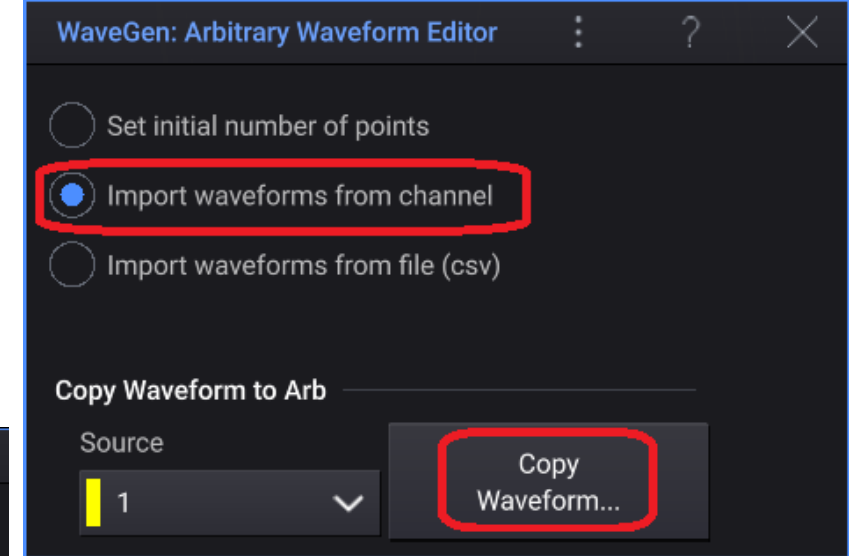 WaveGen: Arbitrary Waveform Editor ?
Set initial number of points
Import waveforms from channel
Import waveforms from file (csv)
Copy Waveform to Arb
Source
1
Copy
Waveform...